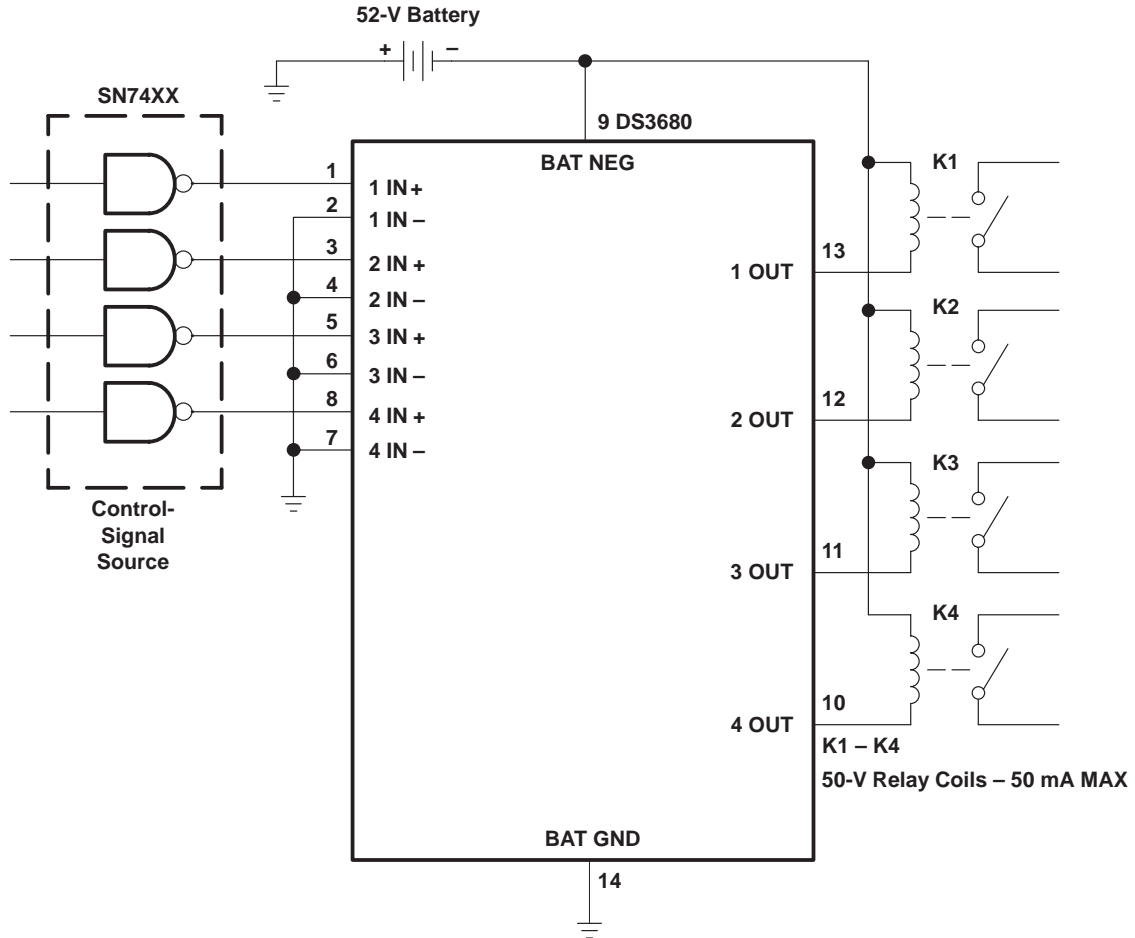 52-V Battery
+ –
SN74XX
9 DS3680
BAT NEG
1
1 IN +
2
1 IN –
3
2 IN +
4
2 IN –
5
3 IN +
6
3 IN –
8
4 IN +
7
4 IN –
Control-
Signal
Source
K1
13
1 OUT
K2
12
2 OUT
K3
11
3 OUT
K4
10
4 OUT
K1 – K4
50-V Relay Coils – 50 mA MAX
BAT GND
14